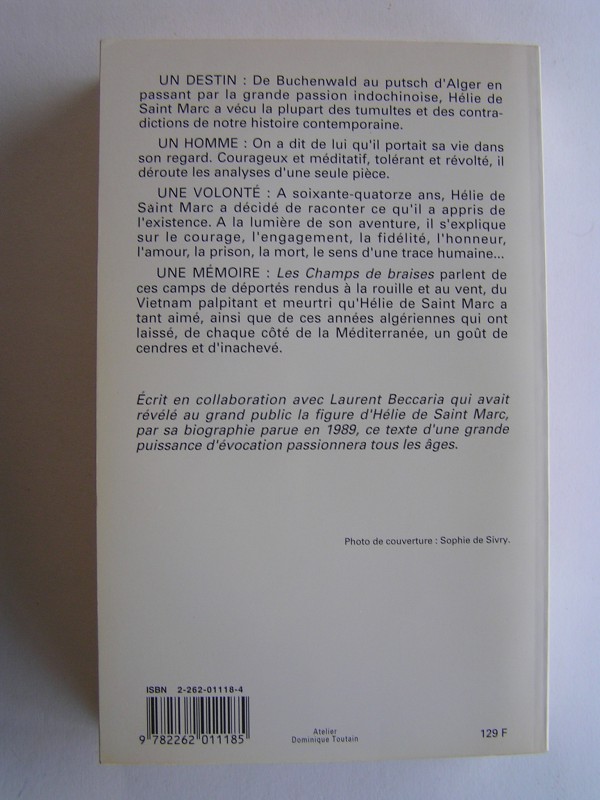 UN DESTIN : De Buchenwald au putsch d'Alger en
passant par la grande passion indochinoise, Hélie de
Saint Marc a vécu la plupart des tumultes et des contra-
dictions de notre histoire contemporaine.
UN HOMME : On a dit de lui qu'il portait sa vie dans
son regard. Courageux et méditatif, tolérant et révolté, il
déroute les analyses d'une seule pièce.
UNE VOLONTÉ : A soixante-quatorze ans, Hélie de
Saint Marc a décidé de raconter ce qu'il a appris de
l'existence. A la lumière de son aventure, il s'explique
sur le courage, l'engagement, la fidélité, l'honneur,
l'amour, la prison, la mort, le sens d'une trace humaine...
UNE MÉMOIRE : Les Champs de braises parlent de
ces camps de déportés rendus à la rouille et au vent, du
Vietnam palpitant et meurtri qu'Hélie de Saint Marc a
tant aimé, ainsi que de ces années algériennes qui ont
laissé, de chaque côté de la Méditerranée, un goût de
cendres et d'inachevé.
Écrit en collaboration avec Laurent Beccaria qui avait
révélé au grand public la figure d'Hélie de Saint Marc,
par sa biographie parue en 1989, ce texte d'une grande
puissance d'évocation passionnera tous les âges.
Photo de couverture : Sophie de Sivry.
ISBN 2-262-01118-4
9 782262 011185
Atelier
Dominique Toutain
129 F